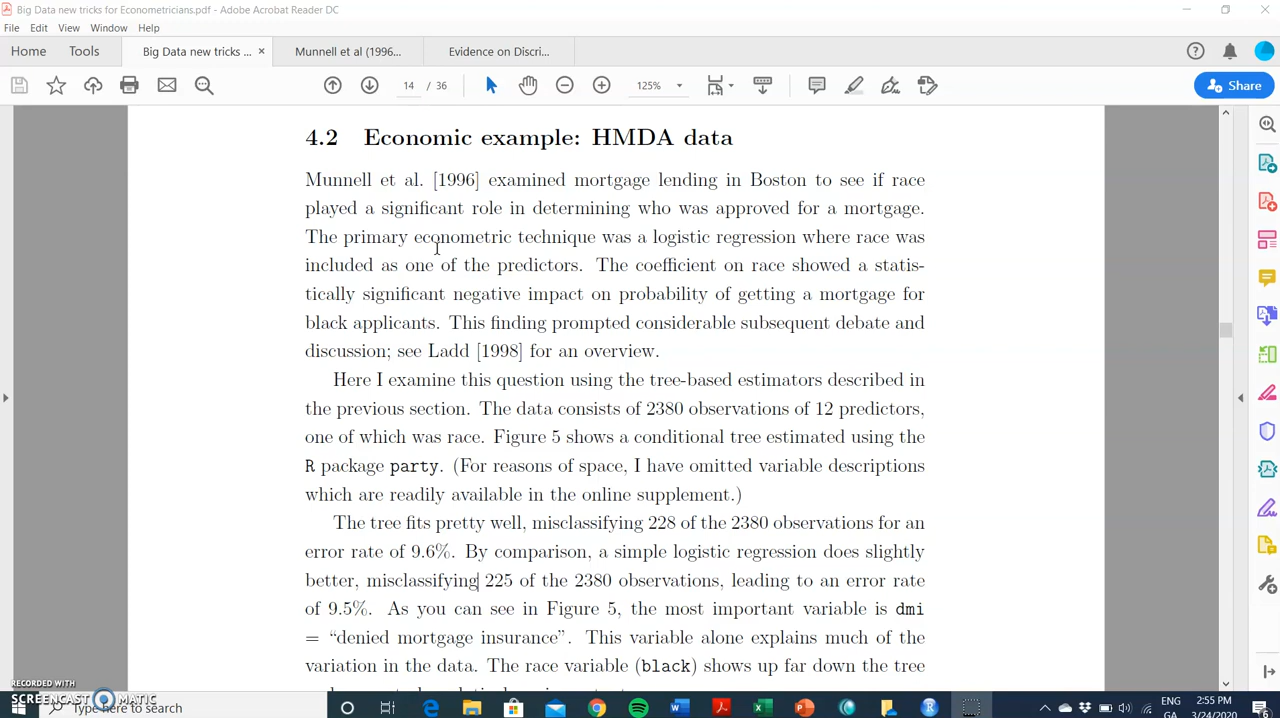 Big Data new tricks for Econometricians.pdf - Adobe Acrobat Reader DC
File Edit View Window Help
Home Tools Big Data new tricks ... × Munnell et al (1996... Evidence on Discri...
14 / 36 125% Share
4.2 Economic example: HMDA data
Munnell et al. [1996] examined mortgage lending in Boston to see if race
played a significant role in determining who was approved for a mortgage.
The primary econometric technique was a logistic regression where race was
included as one of the predictors. The coefficient on race showed a statis-
tically significant negative impact on probability of getting a mortgage for
black applicants. This finding prompted considerable subsequent debate and
discussion; see Ladd [1998] for an overview.
Here I examine this question using the tree-based estimators described in
the previous section. The data consists of 2380 observations of 12 predictors,
one of which was race. Figure 5 shows a conditional tree estimated using the
R package party. (For reasons of space, I have omitted variable descriptions
which are readily available in the online supplement.)
The tree fits pretty well, misclassifying 228 of the 2380 observations for an
error rate of 9.6%. By comparison, a simple logistic regression does slightly
better, misclassifying 225 of the 2380 observations, leading to an error rate
of 9.5%. As you can see in Figure 5, the most important variable is dmi
= “denied mortgage insurance”. This variable alone explains much of the
variation in the data. The race variable (black) shows up far down the tree
RECORDED WITH
SCREENCAST MATIC
Type here to search
ENG
GA
2:55 PM
3/24/2020